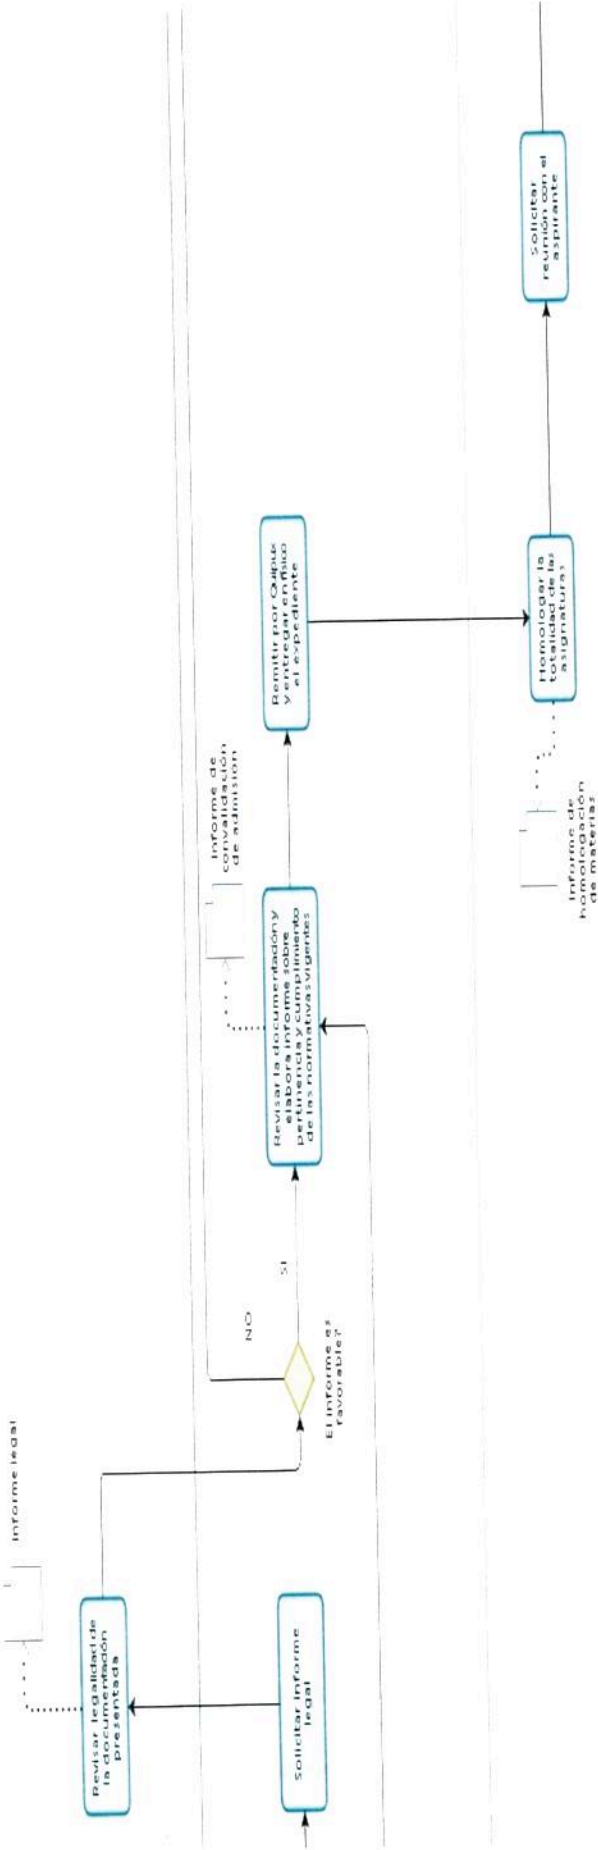 Informe legal
Revisar legalidad de
la documentación
presentada
Solicitar informe
legal
El informe es
favorable?
NO
SI
Revisar la documentación y
elabora informe sobre
pertinencia y cumplimiento
de las normativas vigentes
Informe de
convalidación
de admisión
Remitir por Quipux
y entregar en físico
el expediente
Informe de
homologación
de materias
Homologar la
totalidad de las
asignaturas
Solicitar
reunión con el
aspirante